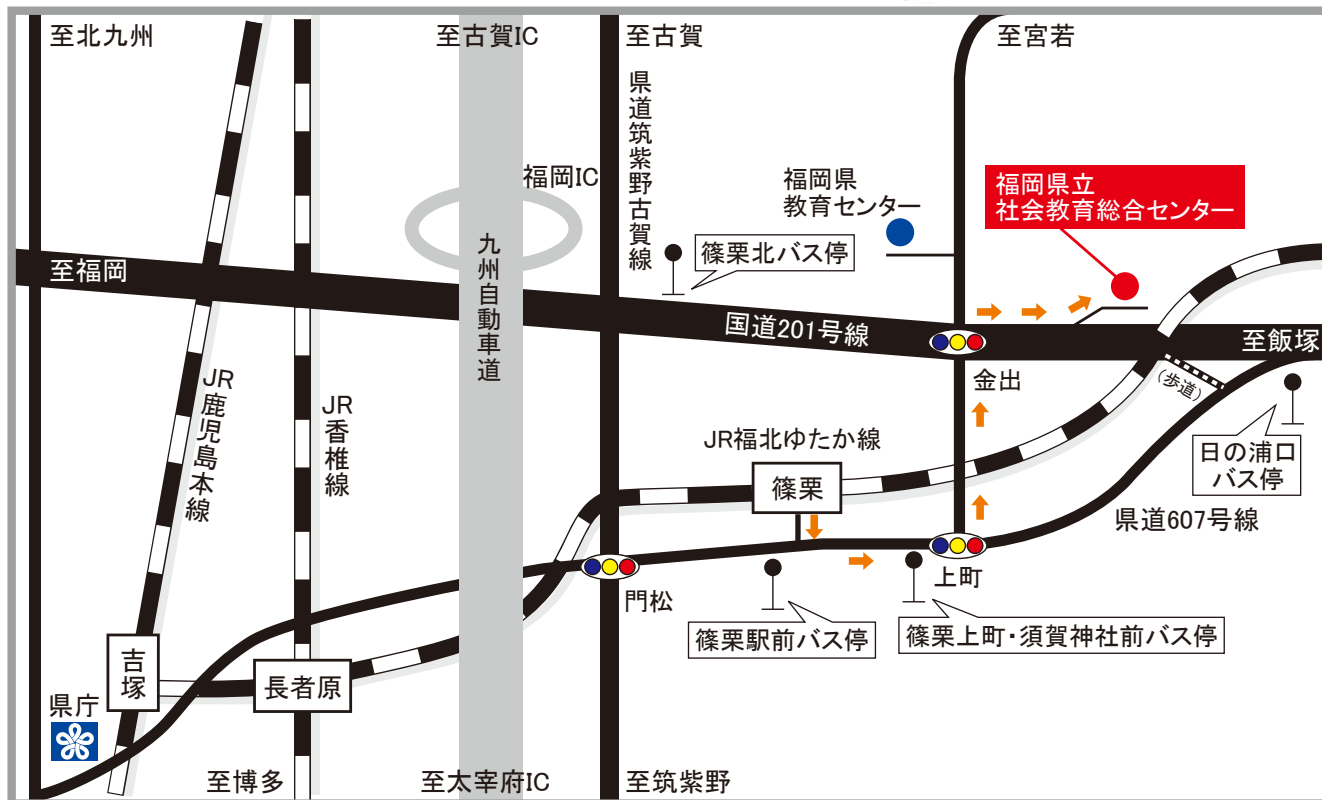 至北九州
至古賀IC
至古賀
至宮若
県道筑紫野古賀線
福岡IC
福岡県
教育センター
福岡県立
社会教育総合センター
九州自動車道
篠栗北バス停
至福岡
国道201号線
至飯塚
金出
(歩道)
JR鹿児島本線
JR香椎線
JR福北ゆたか線
篠栗
日の浦口
バス停
県道607号線
上町
門松
篠栗駅前バス停
篠栗上町・須賀神社前バス停
吉塚
長者原
県庁
至博多
至太宰府IC
至筑紫野